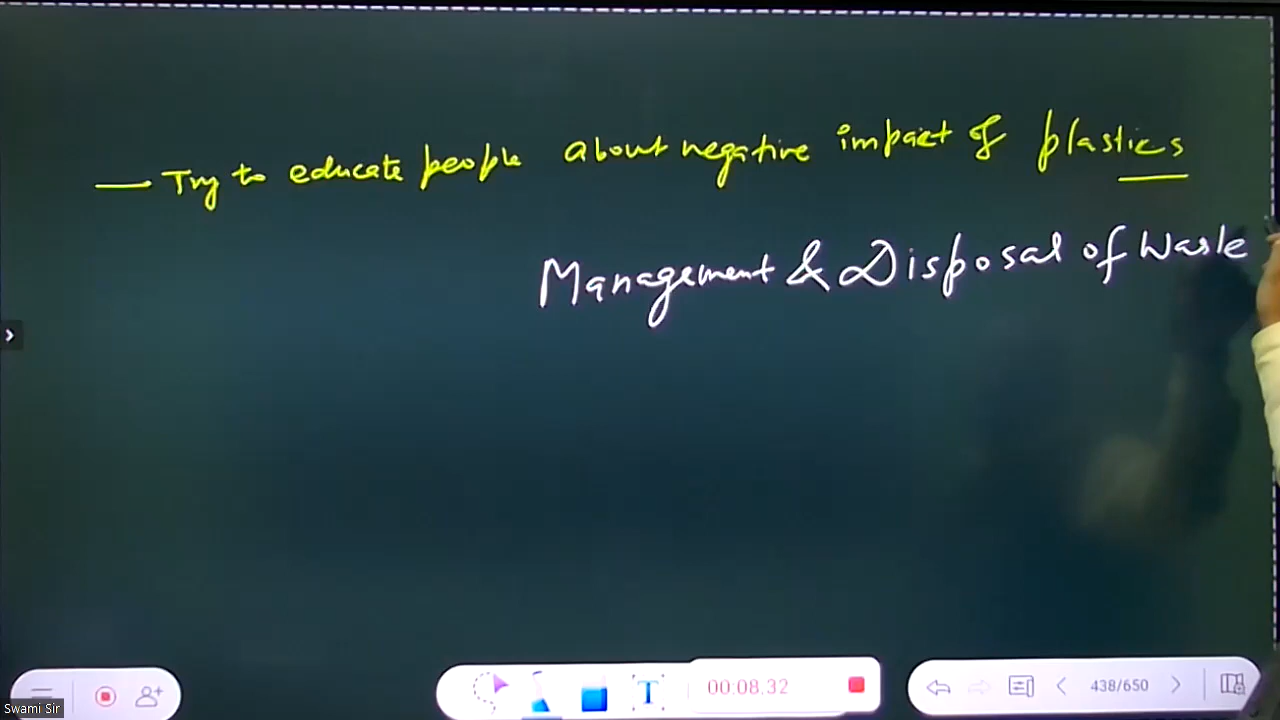 — Try to educate people about negative impact of plastics
Management & Disposal of Waste
00:08.32
438/650
Swami Sir